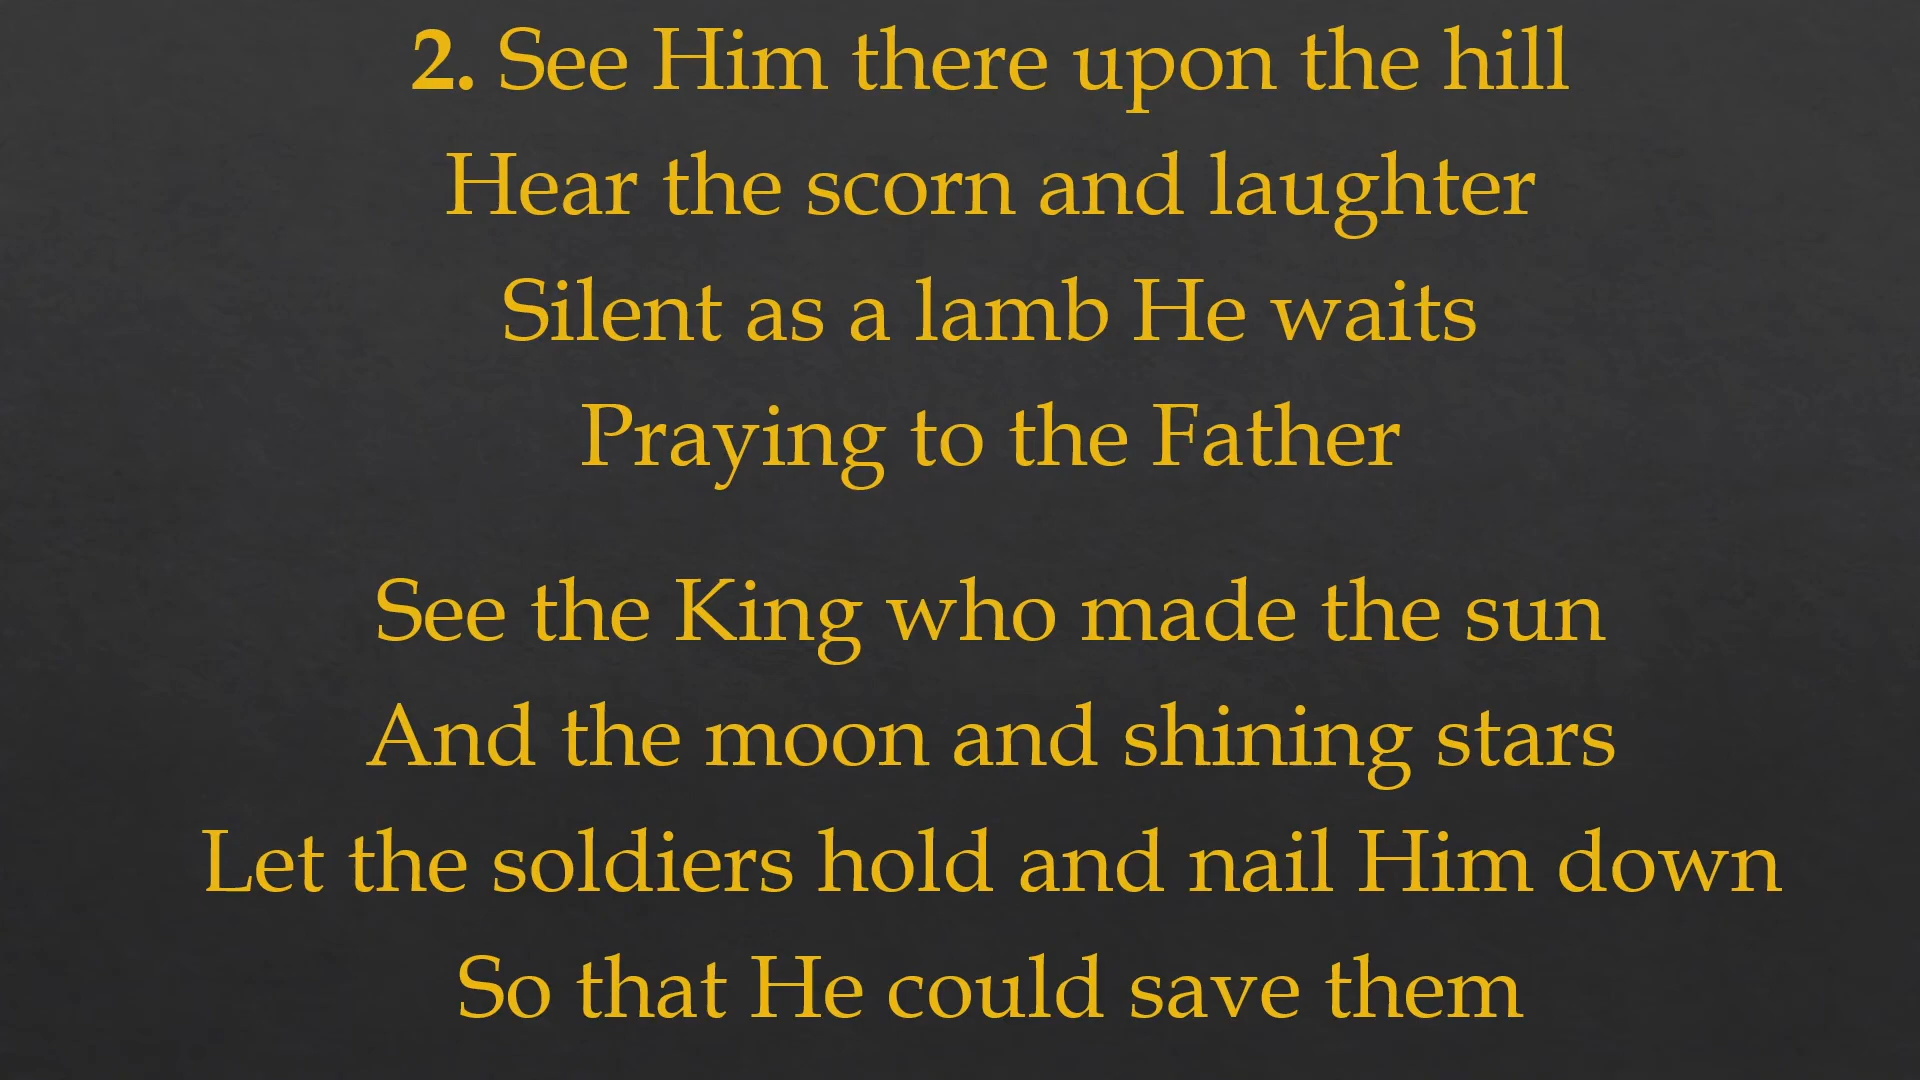 2. See Him there upon the hill
Hear the scorn and laughter
Silent as a lamb He waits
Praying to the Father
See the King who made the sun
And the moon and shining stars
Let the soldiers hold and nail Him down
So that He could save them